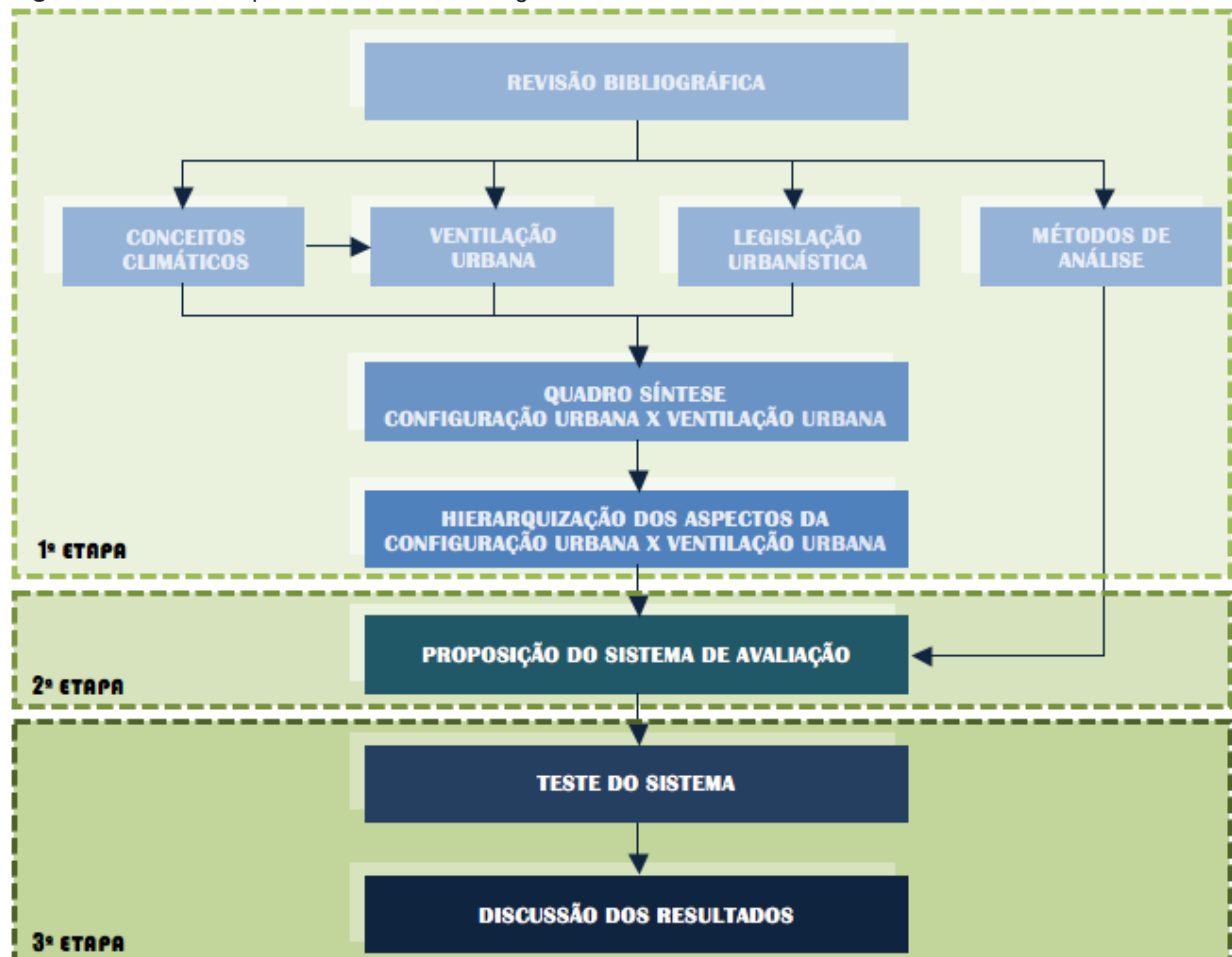 REVISÃO BIBLIOGRÁFICA
CONCEITOS
CLIMÁTICOS
VENTILAÇÃO
URBANA
LEGISLAÇÃO
URBANÍSTICA
MÉTODOS DE
ANÁLISE
QUADRO SÍNTESE
CONFIGURAÇÃO URBANA X VENTILAÇÃO URBANA
HIERARQUIZAÇÃO DOS ASPECTOS DA
CONFIGURAÇÃO URBANA X VENTILAÇÃO URBANA
1ª ETAPA
PROPOSIÇÃO DO SISTEMA DE AVALIAÇÃO
2ª ETAPA
TESTE DO SISTEMA
DISCUSSÃO DOS RESULTADOS
3ª ETAPA